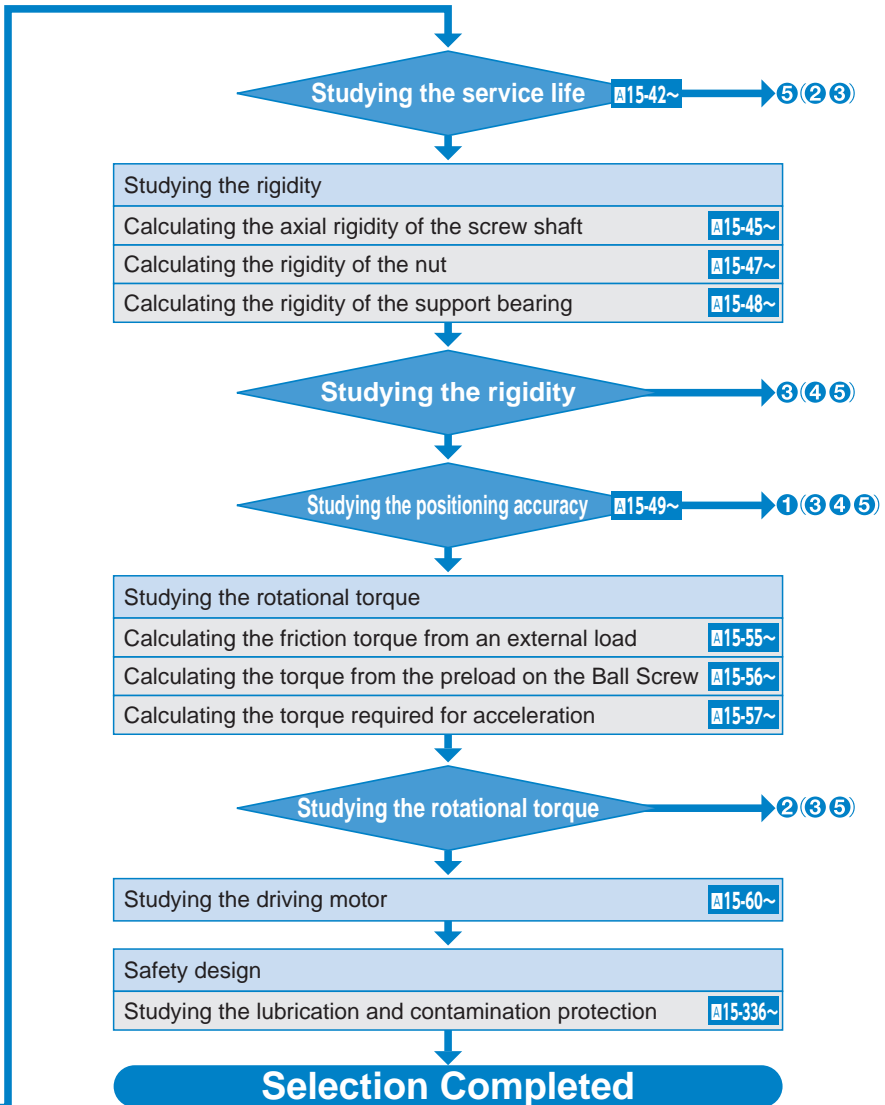 Studying the service life A15-42~ ❺(❷❸)
Studying the rigidity
Calculating the axial rigidity of the screw shaft A15-45~
Calculating the rigidity of the nut A15-47~
Calculating the rigidity of the support bearing A15-48~
Studying the rigidity ❸(❹❺)
Studying the positioning accuracy A15-49~ ❶(❸❹❺)
Studying the rotational torque
Calculating the friction torque from an external load A15-55~
Calculating the torque from the preload on the Ball Screw A15-56~
Calculating the torque required for acceleration A15-57~
Studying the rotational torque ❷(❸❺)
Studying the driving motor A15-60~
Safety design
Studying the lubrication and contamination protection A15-336~
Selection Completed